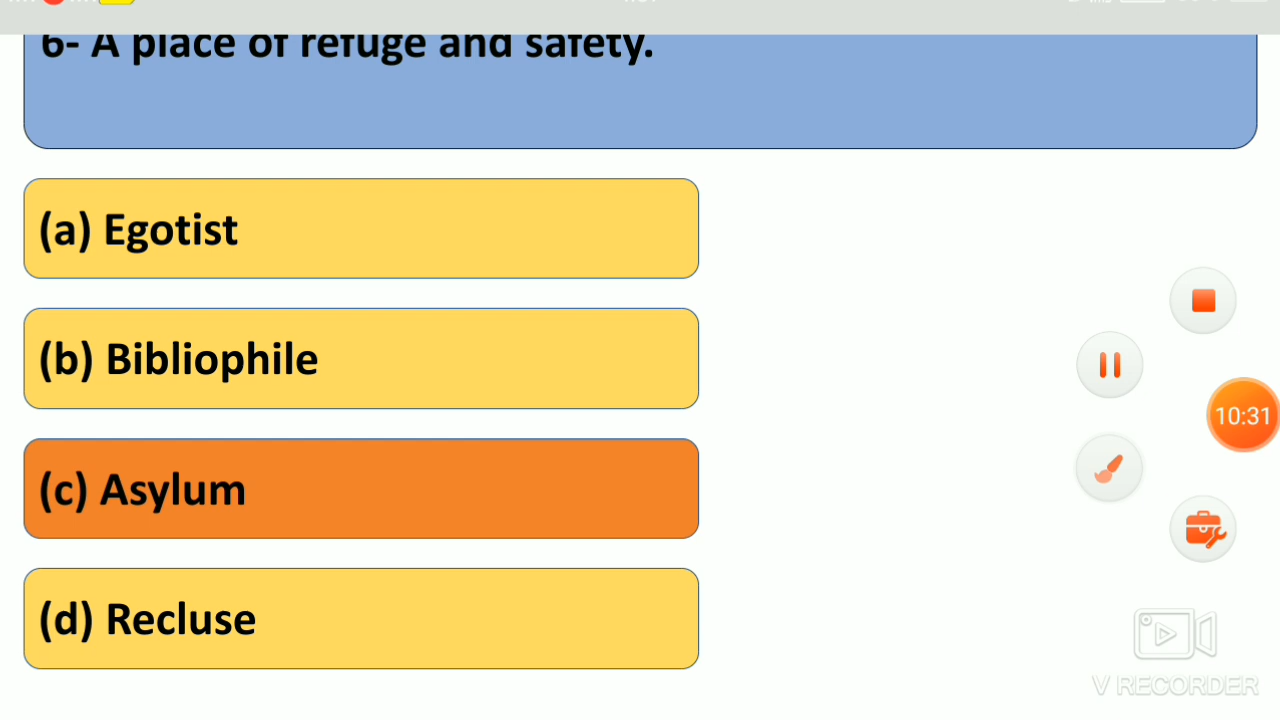 6- A place of refuge and safety.
(a) Egotist
(b) Bibliophile
(c) Asylum
(d) Recluse
10:31
V RECORDER